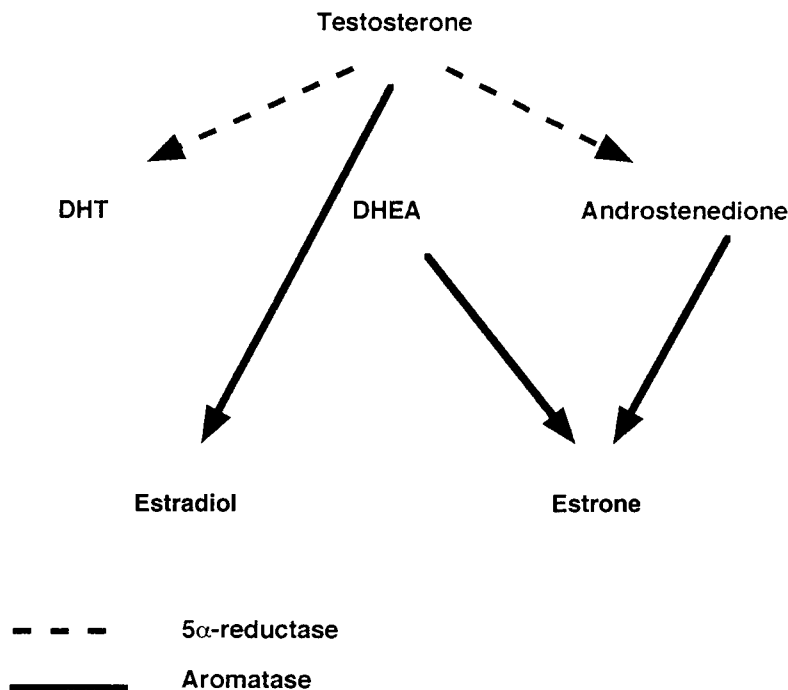 Testosterone
DHT
DHEA
Androstenedione
Estradiol
Estrone
5α-reductase
Aromatase